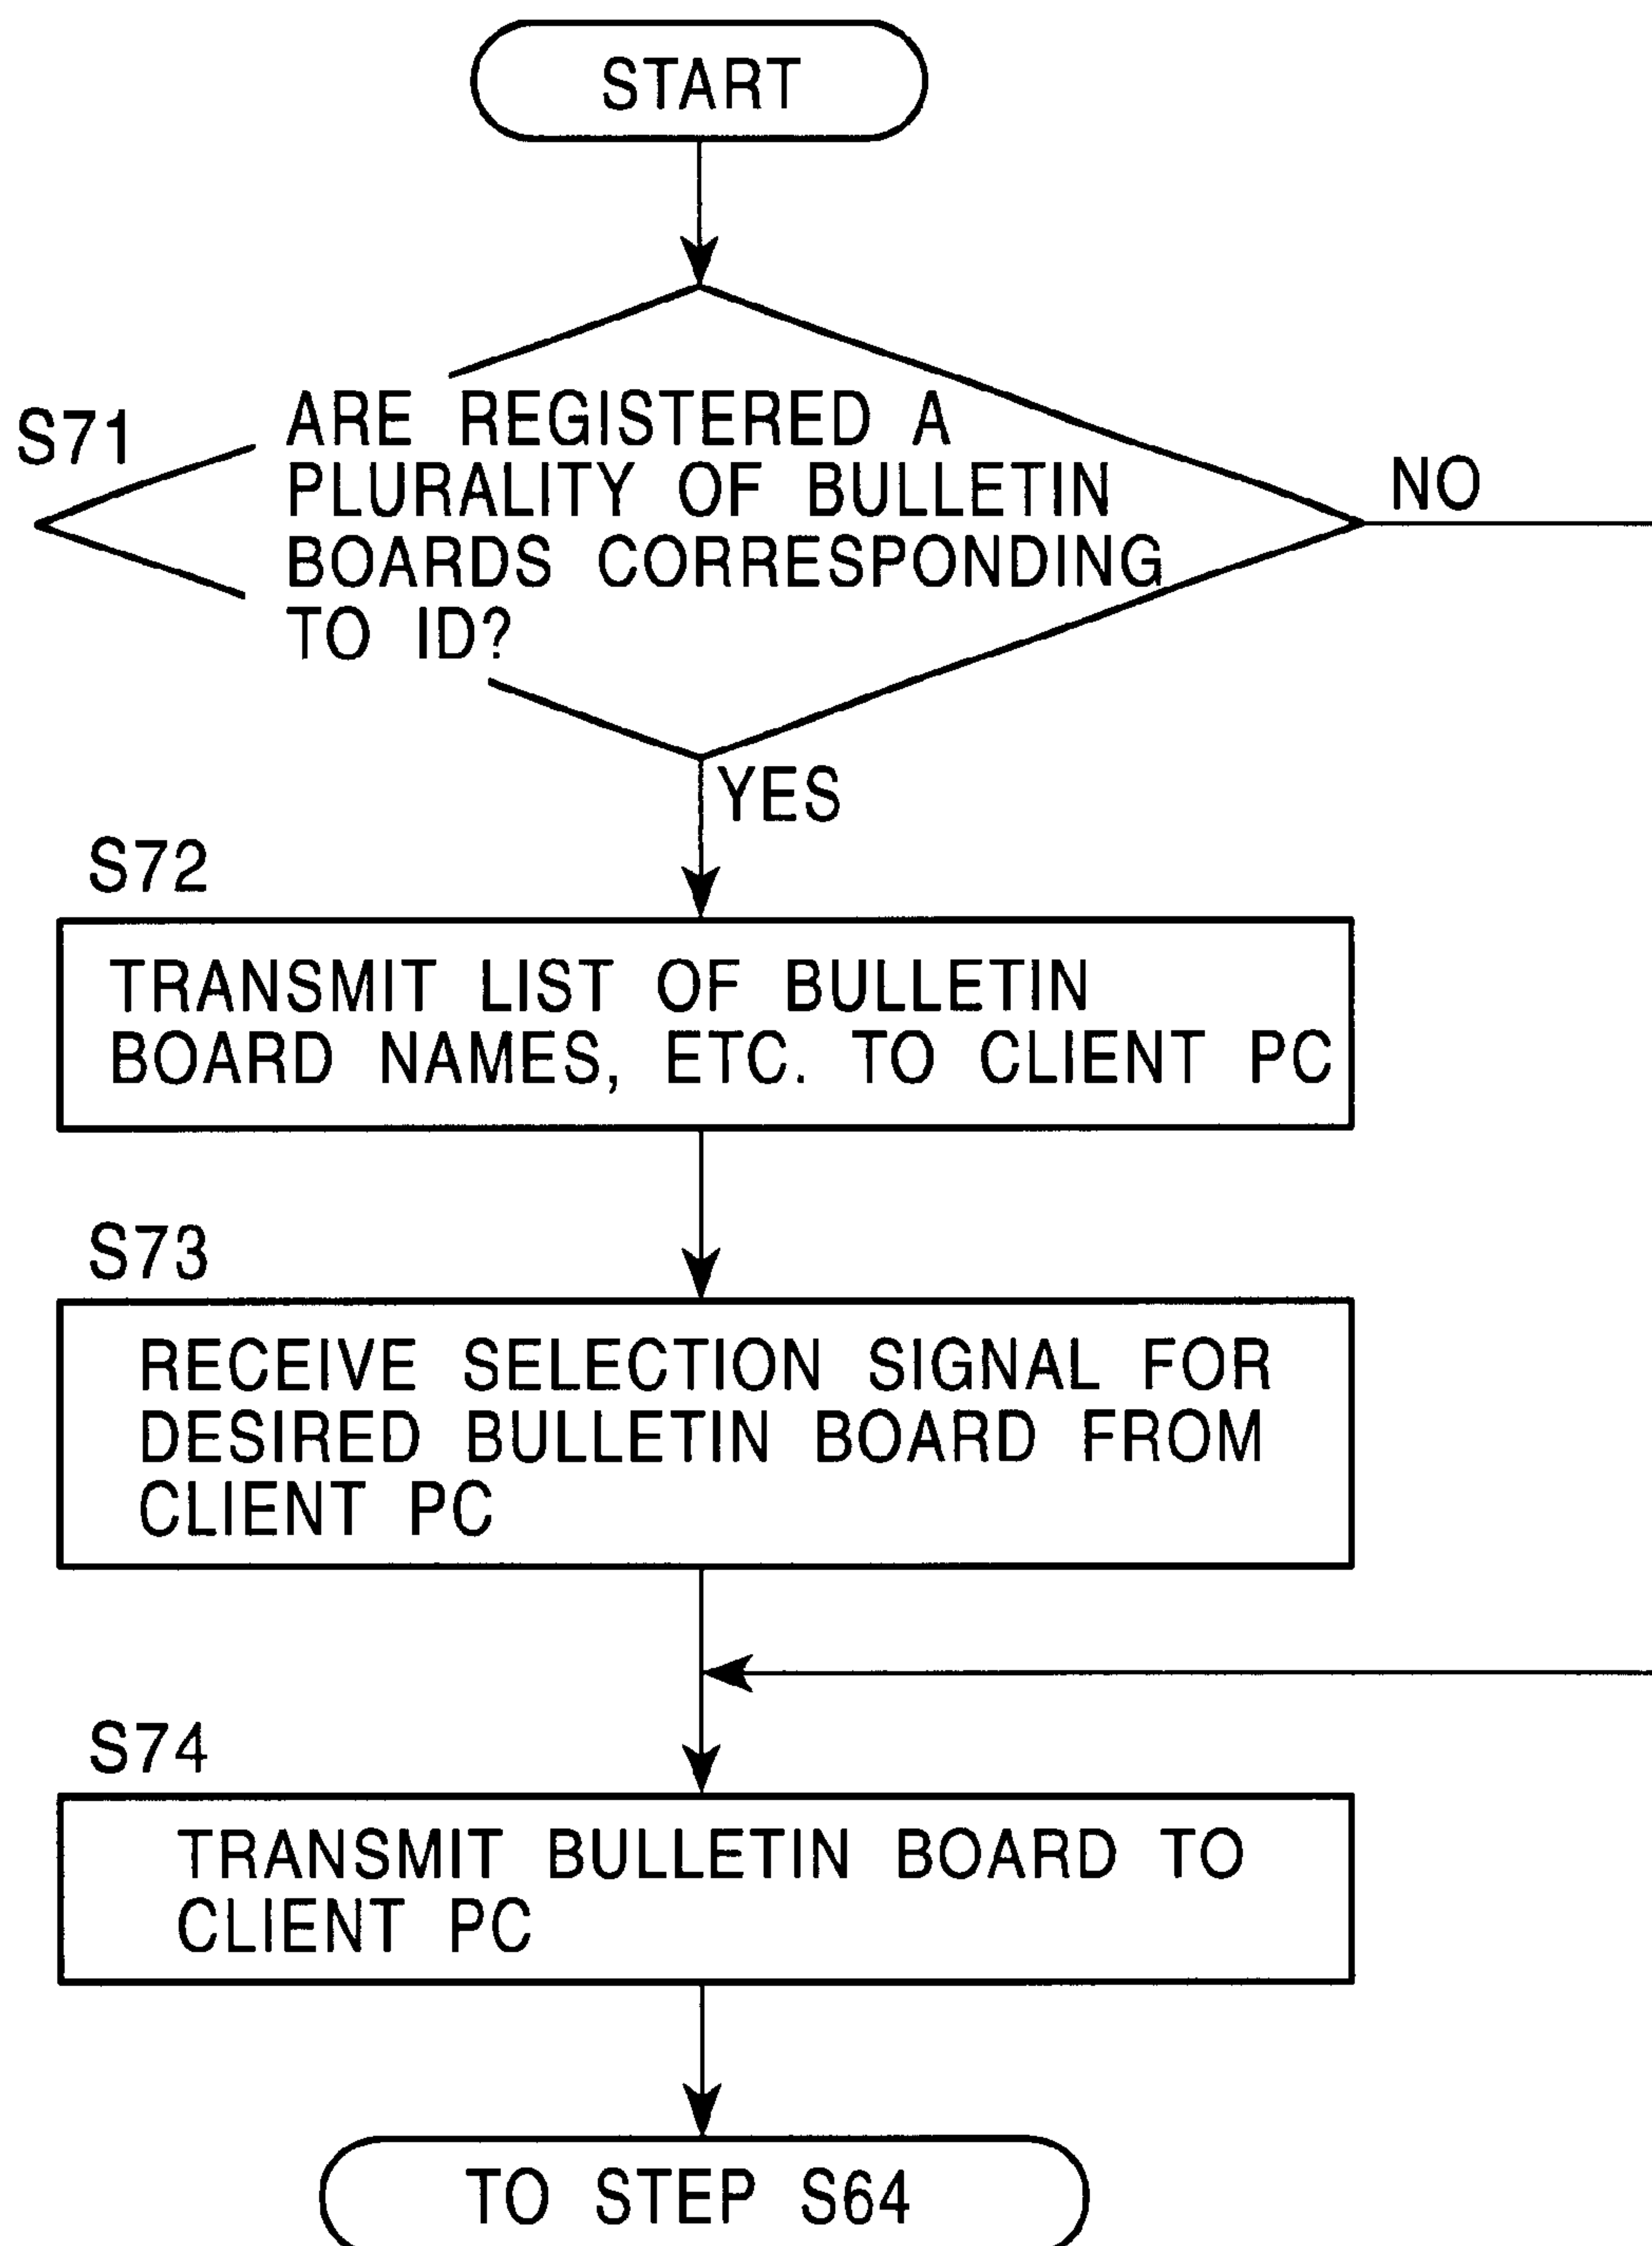 START
S71
ARE REGISTERED A
PLURALITY OF BULLETIN
BOARDS CORRESPONDING
TO ID?
NO
YES
S72
TRANSMIT LIST OF BULLETIN
BOARD NAMES, ETC. TO CLIENT PC
S73
RECEIVE SELECTION SIGNAL FOR
DESIRED BULLETIN BOARD FROM
CLIENT PC
S74
TRANSMIT BULLETIN BOARD TO
CLIENT PC
TO STEP S64